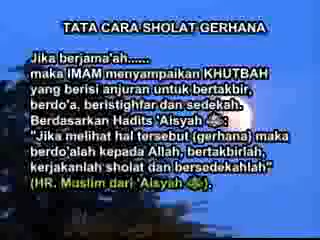 TATA CARA SHOLAT GERHANA
Jika berjama'ah......
maka IMAM menyampaikan KHUTBAH
yang berisi anjuran untuk bertakbir,
berdo'a, beristighfar dan sedekah.
Berdasarkan Hadits 'Aisyah :
"Jika melihat hal tersebut (gerhana) maka
berdo'alah kepada Allah, bertakbirlah,
kerjakanlah sholat dan bersedekahlah"
(HR. Muslim dari 'Aisyah ).